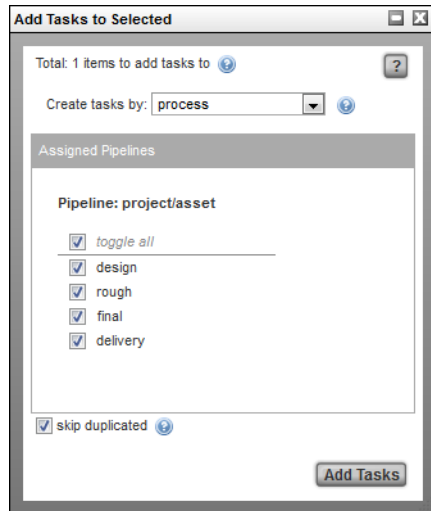 Add Tasks to Selected
Total: 1 items to add tasks to ?
?
Create tasks by: process ?
Assigned Pipelines
Pipeline: project/asset
toggle all
design
rough
final
delivery
skip duplicated ?
Add Tasks